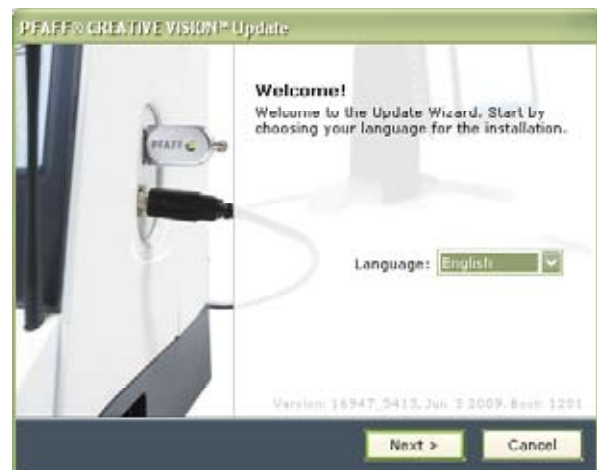 PFAFF® CREATIVE VISION™ Update
Welcome!
Welcome to the Update Wizard. Start by
choosing your language for the installation.
PFAFF
Language: English
Version: 16947_5413, Jun 5 2009, Boot: 1201
Next >
Cancel